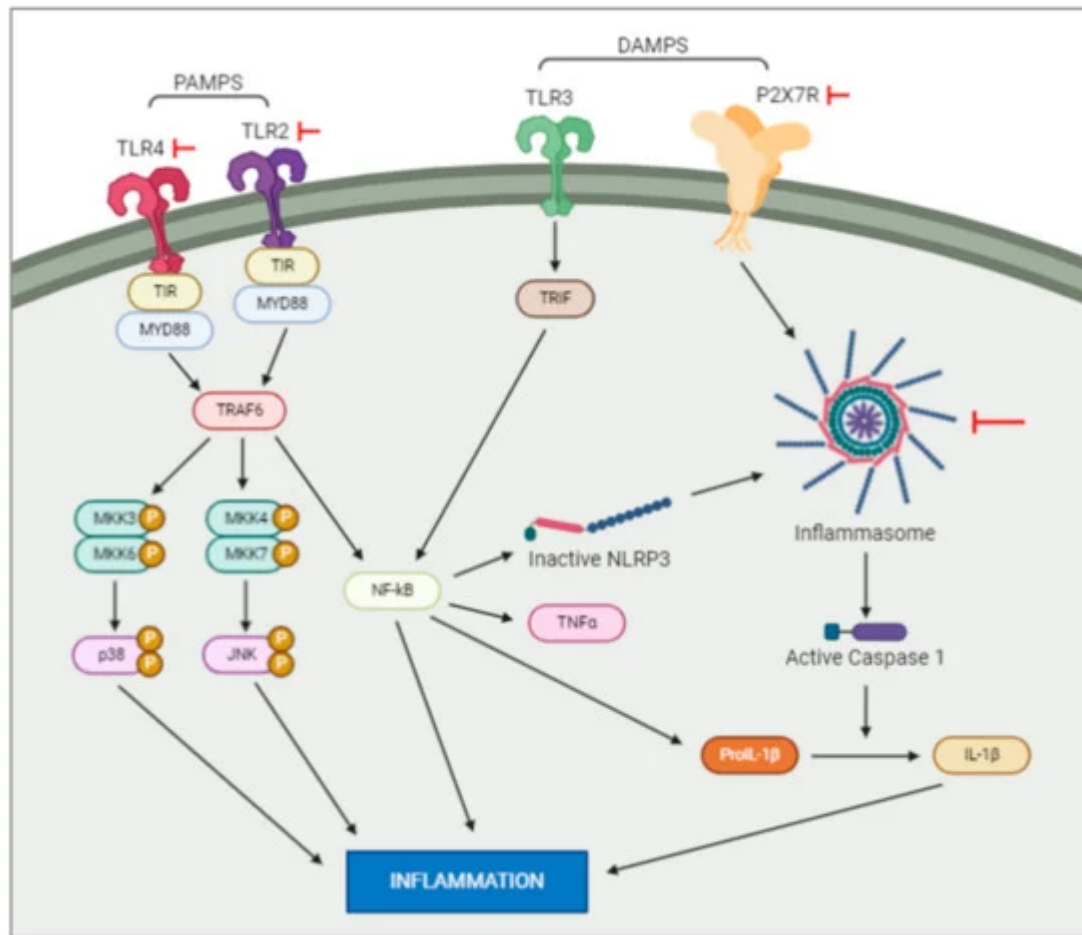 DAMPS
PAMPS
TLR3
P2X7R
TLR4
TLR2
TIR
MYD88
TIR
MYD88
TRIF
TRAF6
MKK3 P
MKK6 P
MKK4 P
MKK7 P
Inflammasome
Inactive NLRP3
NF-kB
TNFα
p38 P P
JNK P P
Active Caspase 1
ProIL-1β
IL-1β
INFLAMMATION